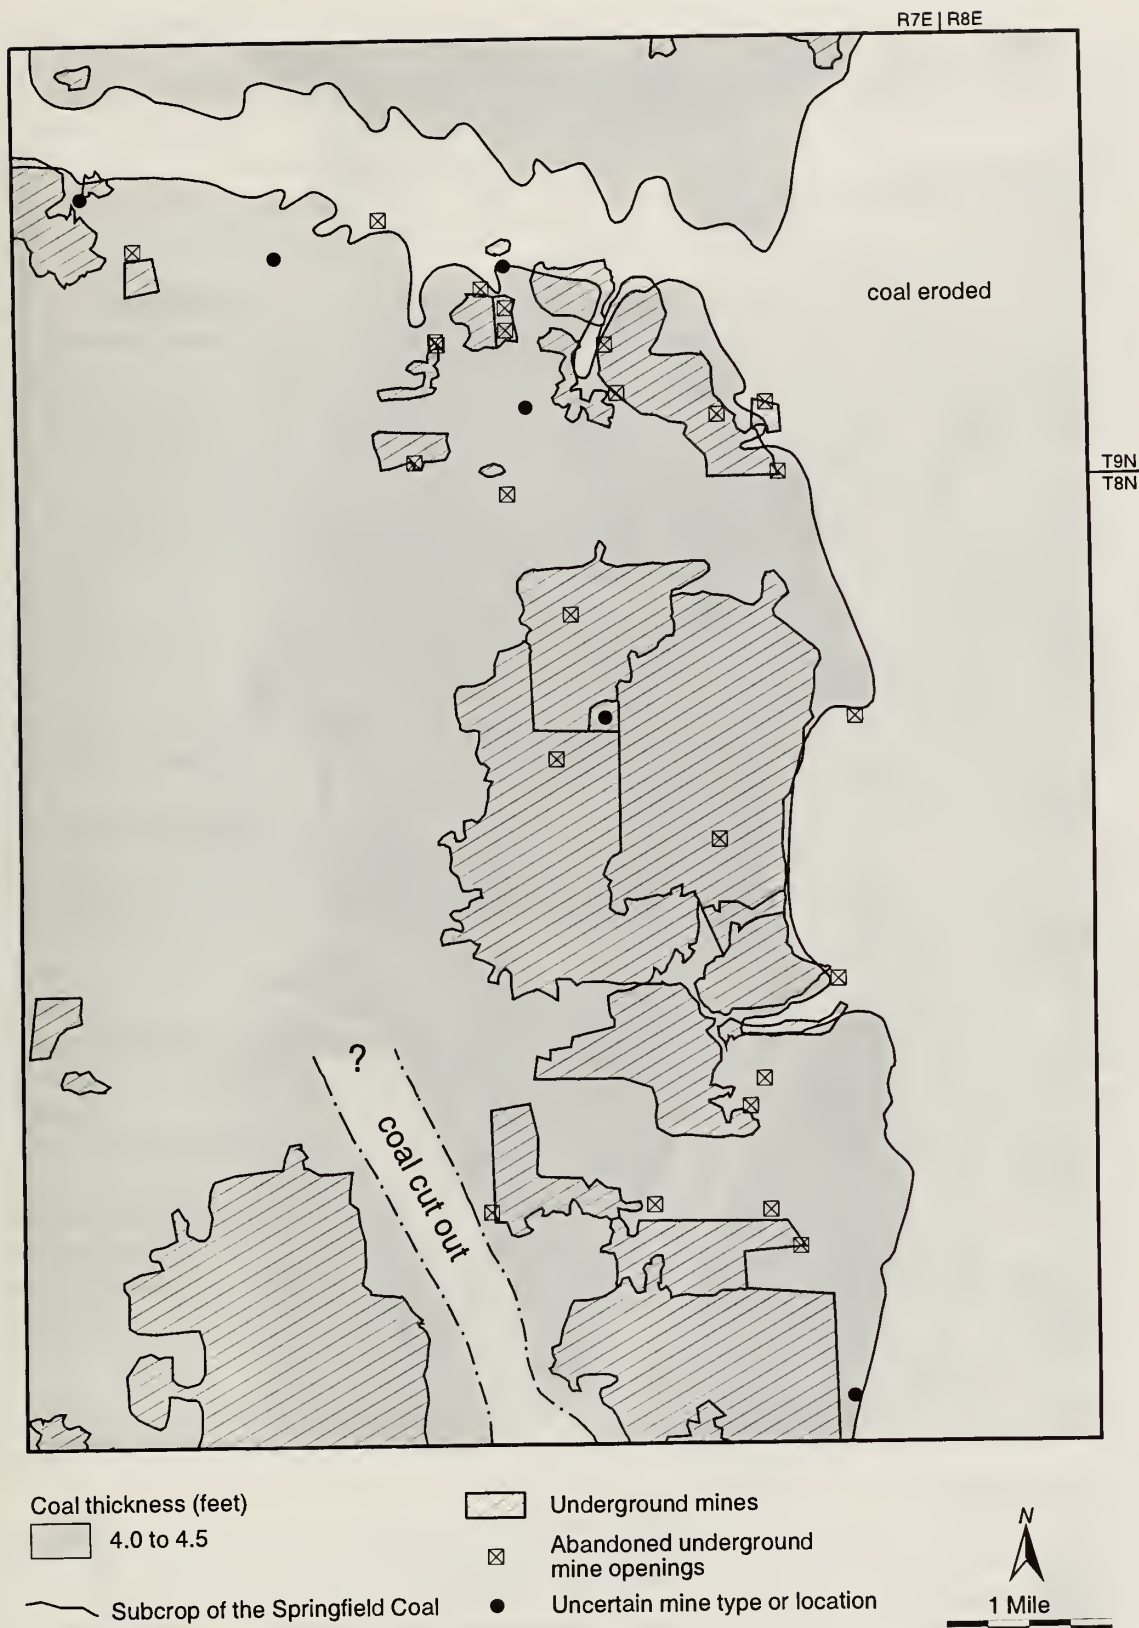 R7E | R8E
coal eroded
T9N
T8N
?
coal cut out
Coal thickness (feet)
4.0 to 4.5
Subcrop of the Springfield Coal
Underground mines
Abandoned underground
mine openings
Uncertain mine type or location
N
1 Mile